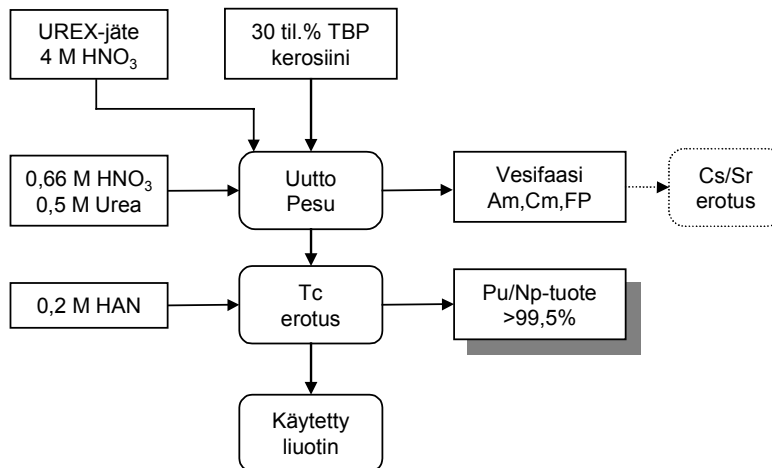 UREX-jäte
4 M HNO₃
30 til.% TBP
kerosiini
0,66 M HNO₃
0,5 M Urea
Uutto
Pesu
Vesifaasi
Am,Cm,FP
Cs/Sr
erotus
0,2 M HAN
Tc
erotus
Pu/Np-tuote
>99,5%
Käytetty
liuotin